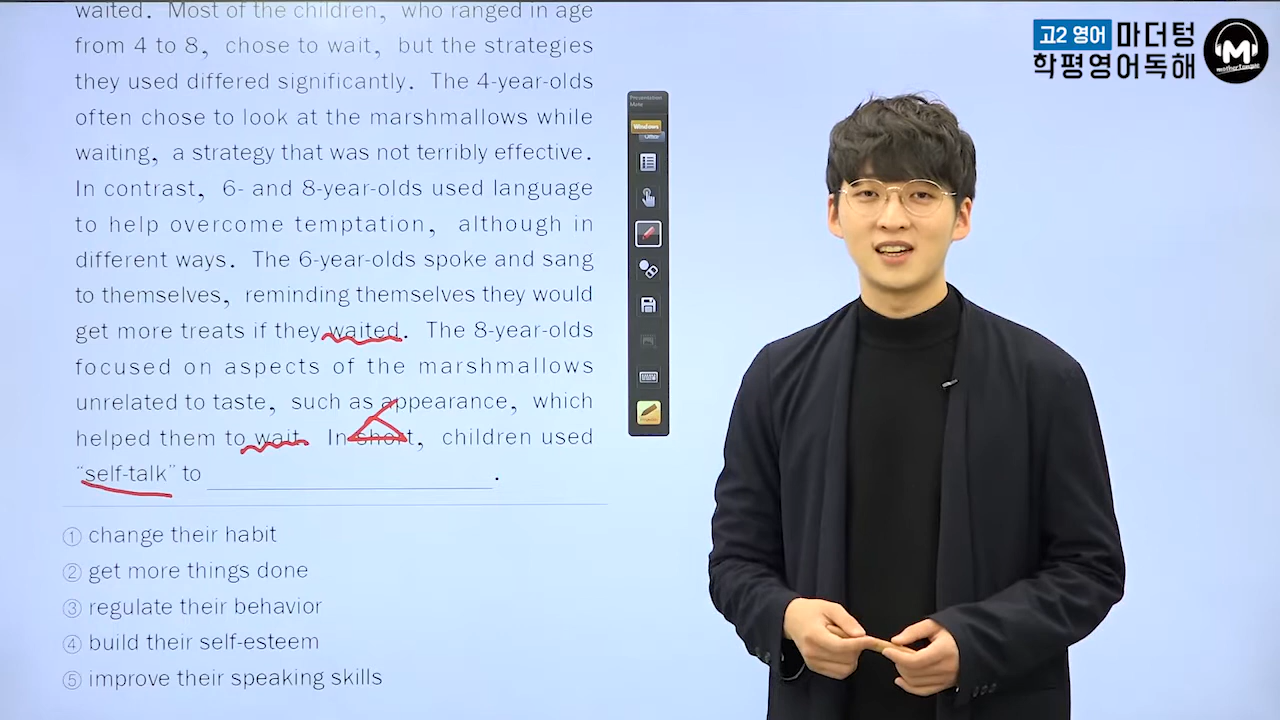 waited. Most of the children, who ranged in age
from 4 to 8, chose to wait, but the strategies
they used differed significantly. The 4-year-olds
often chose to look at the marshmallows while
waiting, a strategy that was not terribly effective.
In contrast, 6- and 8-year-olds used language
to help overcome temptation, although in
different ways. The 6-year-olds spoke and sang
to themselves, reminding themselves they would
get more treats if they waited. The 8-year-olds
focused on aspects of the marshmallows
unrelated to taste, such as appearance, which
helped them to wait. In short, children used
“self-talk” to ____________________.
① change their habit
② get more things done
③ regulate their behavior
④ build their self-esteem
⑤ improve their speaking skills
Presentation
Mate
Windows
Office
고2 영어 마더텅
학평영어독해
M
mother tongue